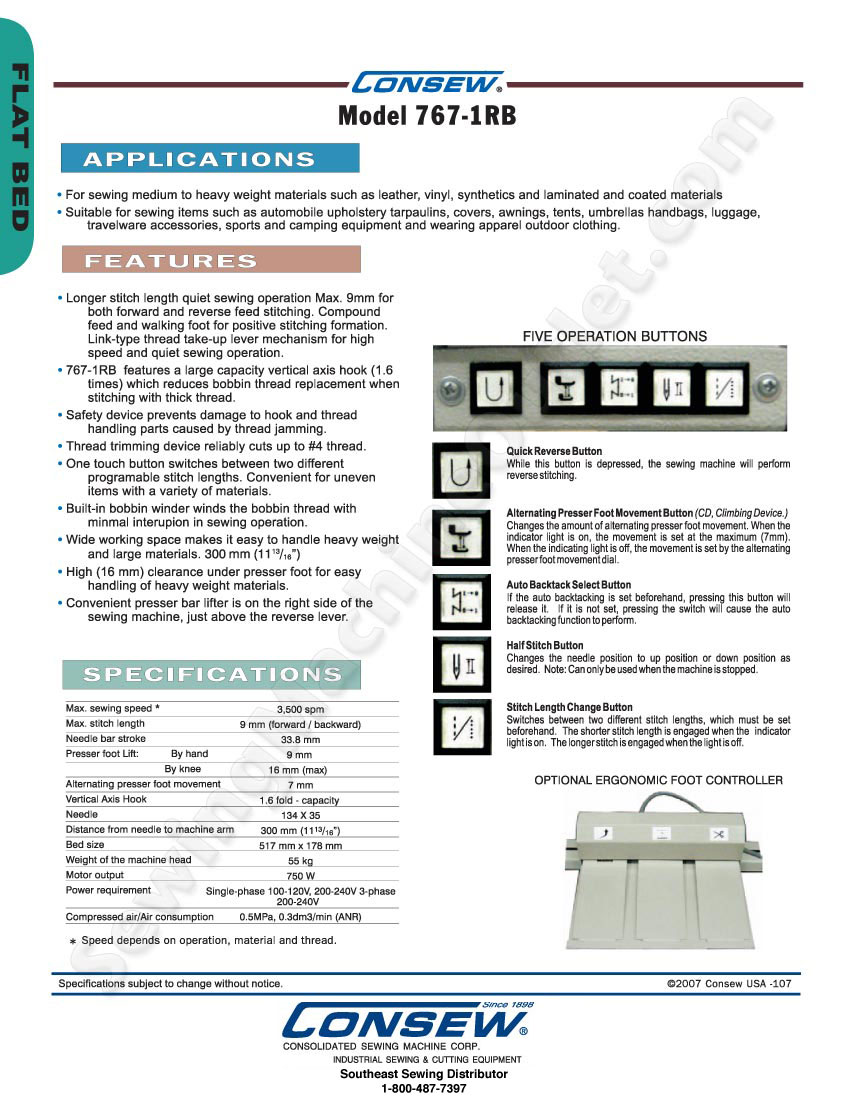 FLAT BED
CONSEW®
Model 767-1RB
APPLICATIONS
• For sewing medium to heavy weight materials such as leather, vinyl, synthetics and laminated and coated materials
• Suitable for sewing items such as automobile upholstery tarpaulins, covers, awnings, tents, umbrellas handbags, luggage,
travelware accessories, sports and camping equipment and wearing apparel outdoor clothing.
FEATURES
• Longer stitch length quiet sewing operation Max. 9mm for
both forward and reverse feed stitching. Compound
feed and walking foot for positive stitching formation.
Link-type thread take-up lever mechanism for high
speed and quiet sewing operation.
• 767-1RB features a large capacity vertical axis hook (1.6
times) which reduces bobbin thread replacement when
stitching with thick thread.
• Safety device prevents damage to hook and thread
handling parts caused by thread jamming.
• Thread trimming device reliably cuts up to #4 thread.
• One touch button switches between two different
programable stitch lengths. Convenient for uneven
items with a variety of materials.
• Built-in bobbin winder winds the bobbin thread with
minmal interupion in sewing operation.
• Wide working space makes it easy to handle heavy weight
and large materials. 300 mm (11 13/16”)
• High (16 mm) clearance under presser foot for easy
handling of heavy weight materials.
• Convenient presser bar lifter is on the right side of the
sewing machine, just above the reverse lever.
FIVE OPERATION BUTTONS
Quick Reverse Button
While this button is depressed, the sewing machine will perform
reverse stitching.
Alternating Presser Foot Movement Button (CD, Climbing Device.)
Changes the amount of alternating presser foot movement. When the
indicator light is on, the movement is set at the maximum (7mm).
When the indicating light is off, the movement is set by the alternating
presser foot movement dial.
Auto Backtack Select Button
If the auto backtacking is set beforehand, pressing this button will
release it. If it is not set, pressing the switch will cause the auto
backtacking function to perform.
Half Stitch Button
Changes the needle position to up position or down position as
desired. Note: Can only be used when the machine is stopped.
Stitch Length Change Button
Switches between two different stitch lengths, which must be set
beforehand. The shorter stitch length is engaged when the indicator
light is on. The longer stitch is engaged when the light is off.
OPTIONAL ERGONOMIC FOOT CONTROLLER
SPECIFICATIONS
Max. sewing speed * 3,500 spm
Max. stitch length 9 mm (forward / backward)
Needle bar stroke 33.8 mm
Presser foot Lift: By hand 9 mm
By knee 16 mm (max)
Alternating presser foot movement 7 mm
Vertical Axis Hook 1.6 fold - capacity
Needle 134 X 35
Distance from needle to machine arm 300 mm (11 13/16”)
Bed size 517 mm x 178 mm
Weight of the machine head 55 kg
Motor output 750 W
Power requirement Single-phase 100-120V, 200-240V 3-phase
200-240V
Compressed air/Air consumption 0.5MPa, 0.3dm3/min (ANR)
* Speed depends on operation, material and thread.
Specifications subject to change without notice. ©2007 Consew USA -107
Since 1898
CONSEW®
CONSOLIDATED SEWING MACHINE CORP.
INDUSTRIAL SEWING & CUTTING EQUIPMENT
Southeast Sewing Distributor
1-800-487-7397
SewingMachineOutlet.com